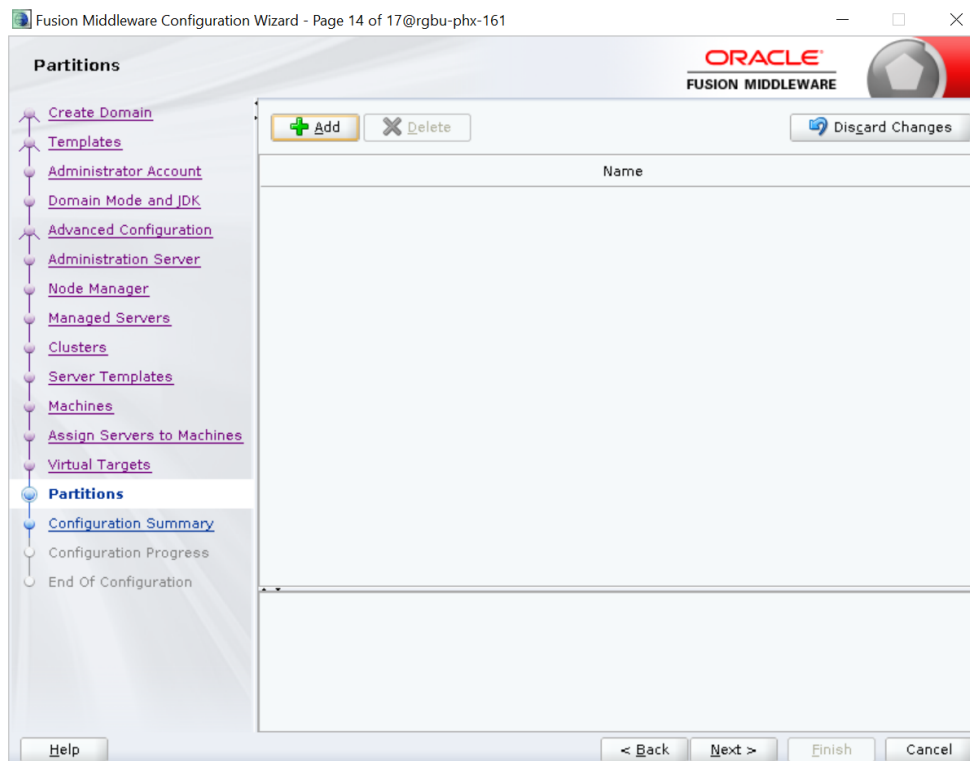 Fusion Middleware Configuration Wizard - Page 14 of 17@rgbu-phx-161
Partitions
ORACLE®
FUSION MIDDLEWARE
Create Domain
Templates
Administrator Account
Domain Mode and JDK
Advanced Configuration
Administration Server
Node Manager
Managed Servers
Clusters
Server Templates
Machines
Assign Servers to Machines
Virtual Targets
Partitions
Configuration Summary
Configuration Progress
End Of Configuration
Add Delete Discard Changes
Name
Help < Back Next > Finish Cancel